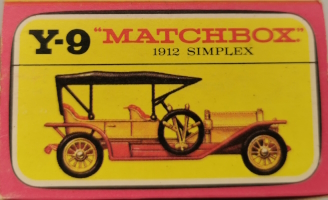 Y-9 "MATCHBOX"
1912 SIMPLEX